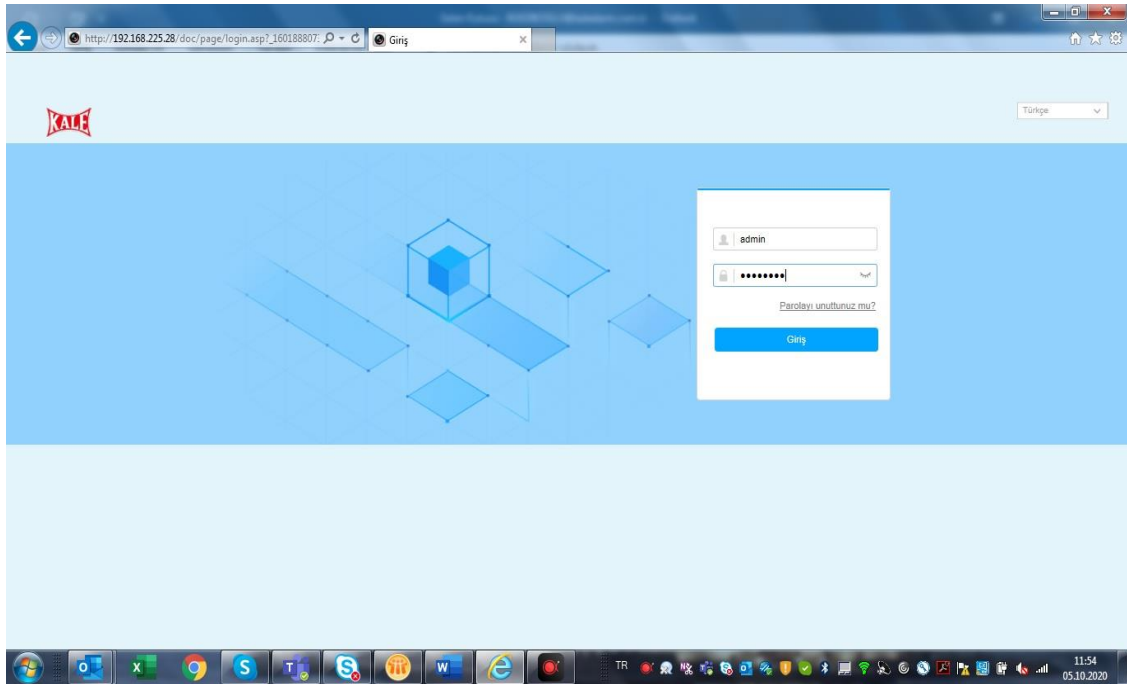 http://192.168.225.28/doc/page/login.asp?_160188807:
Giriş
KALE
Türkçe
admin
Parolayı unuttunuz mu?
Giriş
TR
11:54
05.10.2020